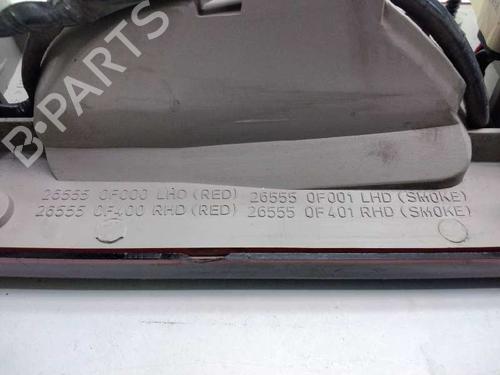 B-PARTS
26555 0F000 LHD (RED) 26555 0F001 LHD (SMOKE)
26555 0F400 RHD (RED) 26555 0F401 RHD (SMOKE)